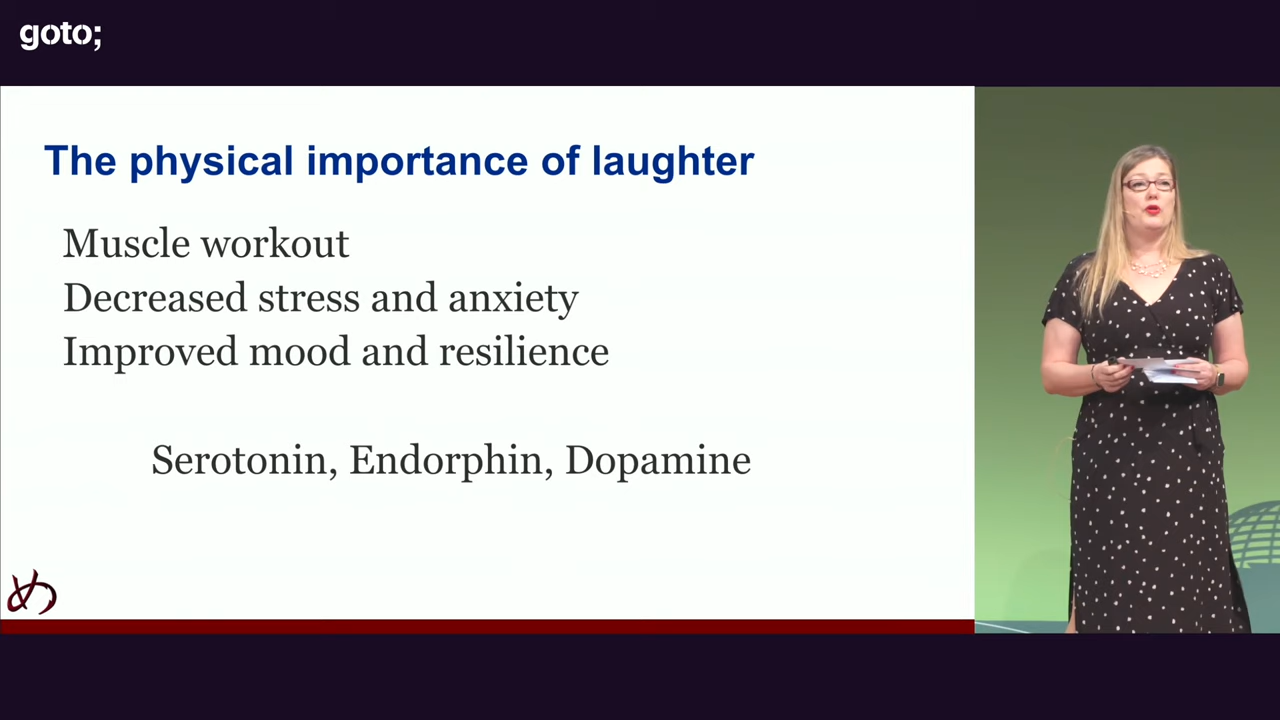 goto;
The physical importance of laughter
Muscle workout
Decreased stress and anxiety
Improved mood and resilience
Serotonin, Endorphin, Dopamine
め